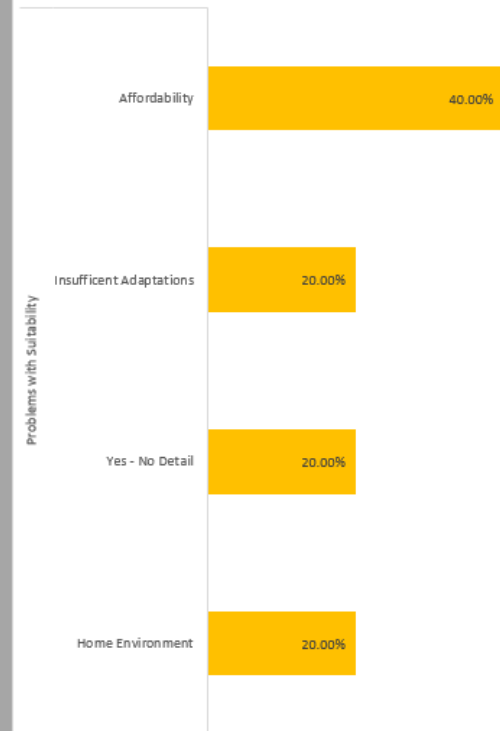 Problems with Suitability
Affordability
40.00%
Insufficent Adaptations
20.00%
Yes - No Detail
20.00%
Home Environment
20.00%